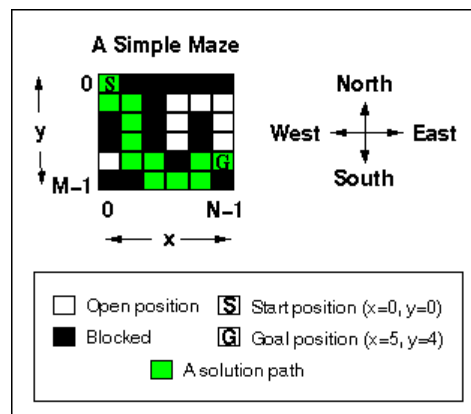 A Simple Maze
0 S
North
y
West East
G
South
M-1
0 N-1
x
Open position S Start position (x=0, y=0)
Blocked G Goal position (x=5, y=4)
A solution path